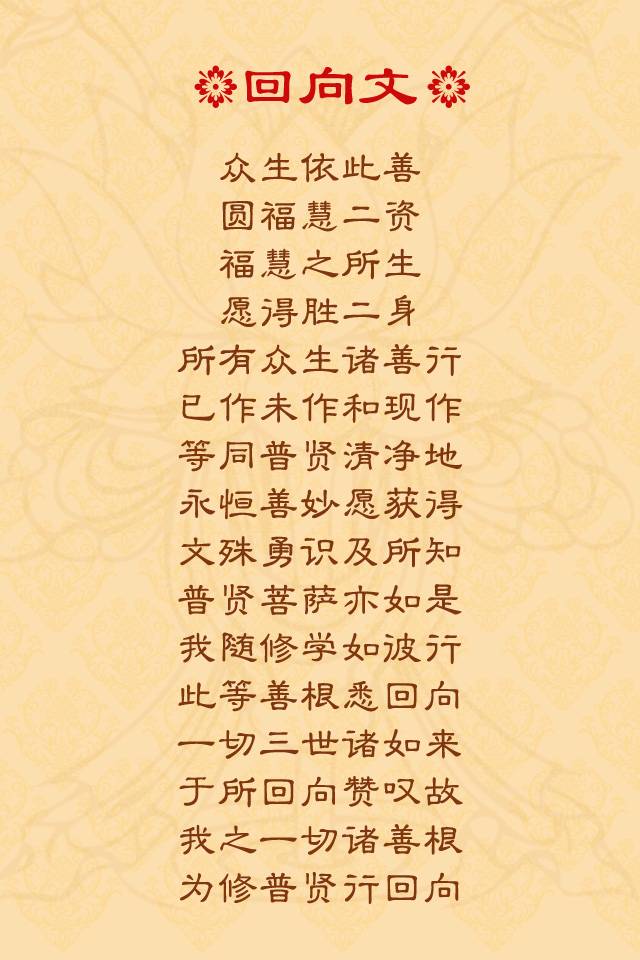 回向文
众生依此善
圆福慧二资
福慧之所生
愿得胜二身
所有众生诸善行
已作未作和现作
等同普贤清净地
永恒善妙愿获得
文殊勇识及所知
普贤菩萨亦如是
我随修学如彼行
此等善根悉回向
一切三世诸如来
于所回向赞叹故
我之一切诸善根
为修普贤行回向